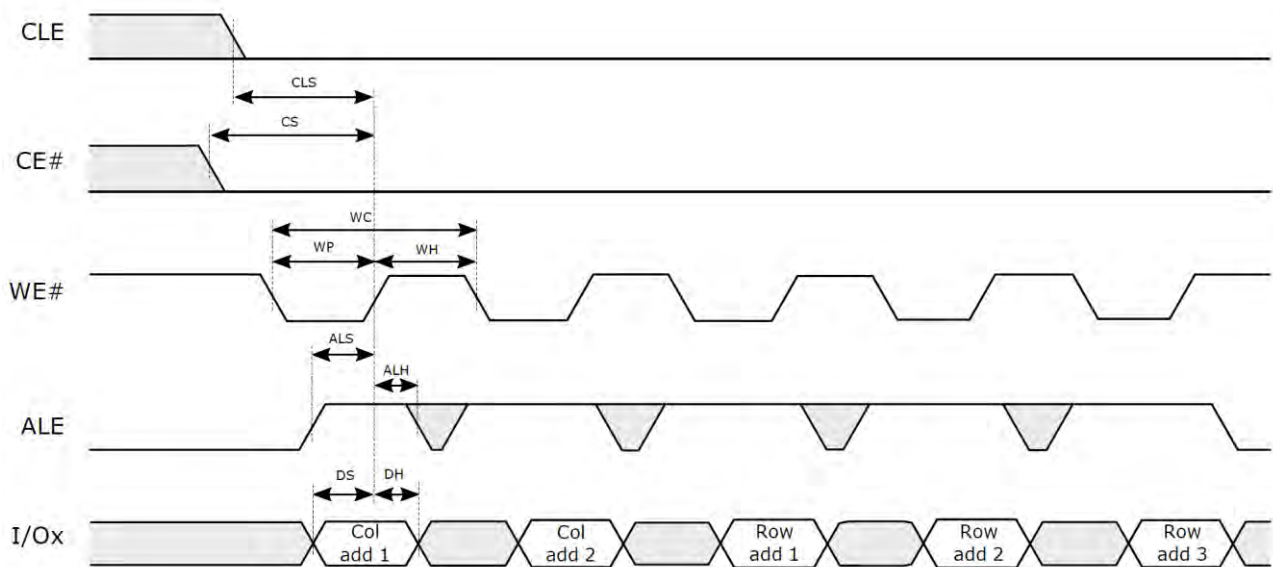 CLE
CLS
CS
CE#
WC
WP
WH
WE#
ALS
ALH
ALE
DS
DH
I/Ox
Col add 1
Col add 2
Row add 1
Row add 2
Row add 3